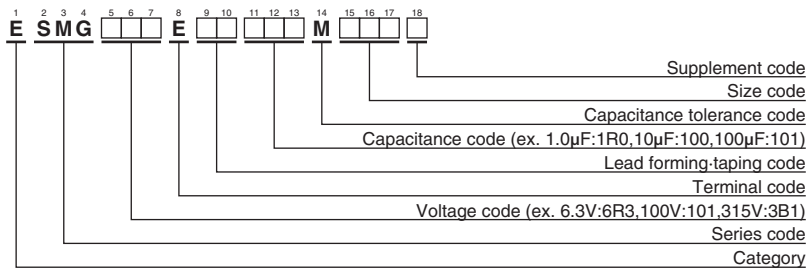 1 2 3 4 5 6 7 8 9 10 11 12 13 14 15 16 17 18
E SMG E M
Supplement code
Size code
Capacitance tolerance code
Capacitance code (ex. 1.0µF:1R0,10µF:100,100µF:101)
Lead forming·taping code
Terminal code
Voltage code (ex. 6.3V:6R3,100V:101,315V:3B1)
Series code
Category